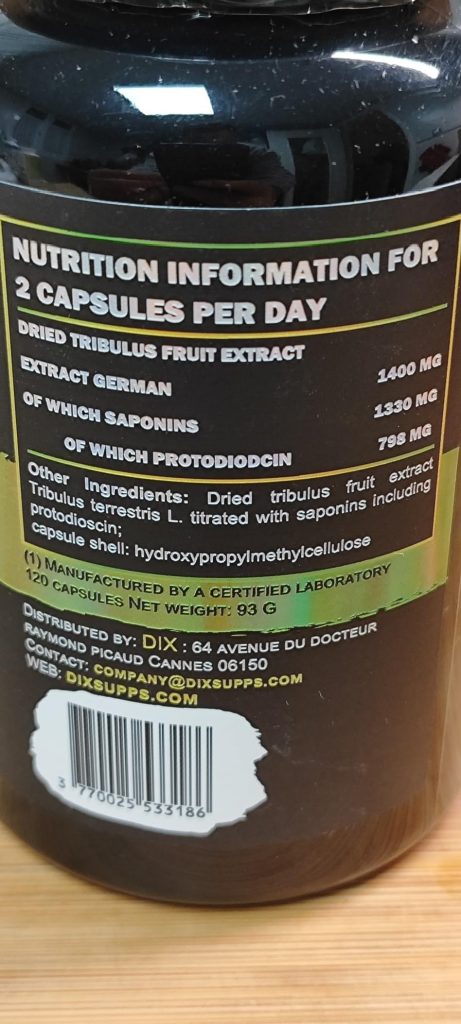 NUTRITION INFORMATION FOR
2 CAPSULES PER DAY
DRIED TRIBULUS FRUIT EXTRACT
EXTRACT GERMAN 1400 MG
OF WHICH SAPONINS 1330 MG
OF WHICH PROTODIODCIN 798 MG
Other Ingredients: Dried tribulus fruit extract
Tribulus terrestris L. titrated with saponins including
protodioscin;
capsule shell: hydroxypropylmethylcellulose
(1) MANUFACTURED BY A CERTIFIED LABORATORY
120 CAPSULES NET WEIGHT: 93 G
DISTRIBUTED BY: DIX : 64 AVENUE DU DOCTEUR
RAYMOND PICAUD CANNES 06150
CONTACT: COMPANY@DIXSUPPS.COM
WEB: DIXSUPPS.COM
3 770025 533186